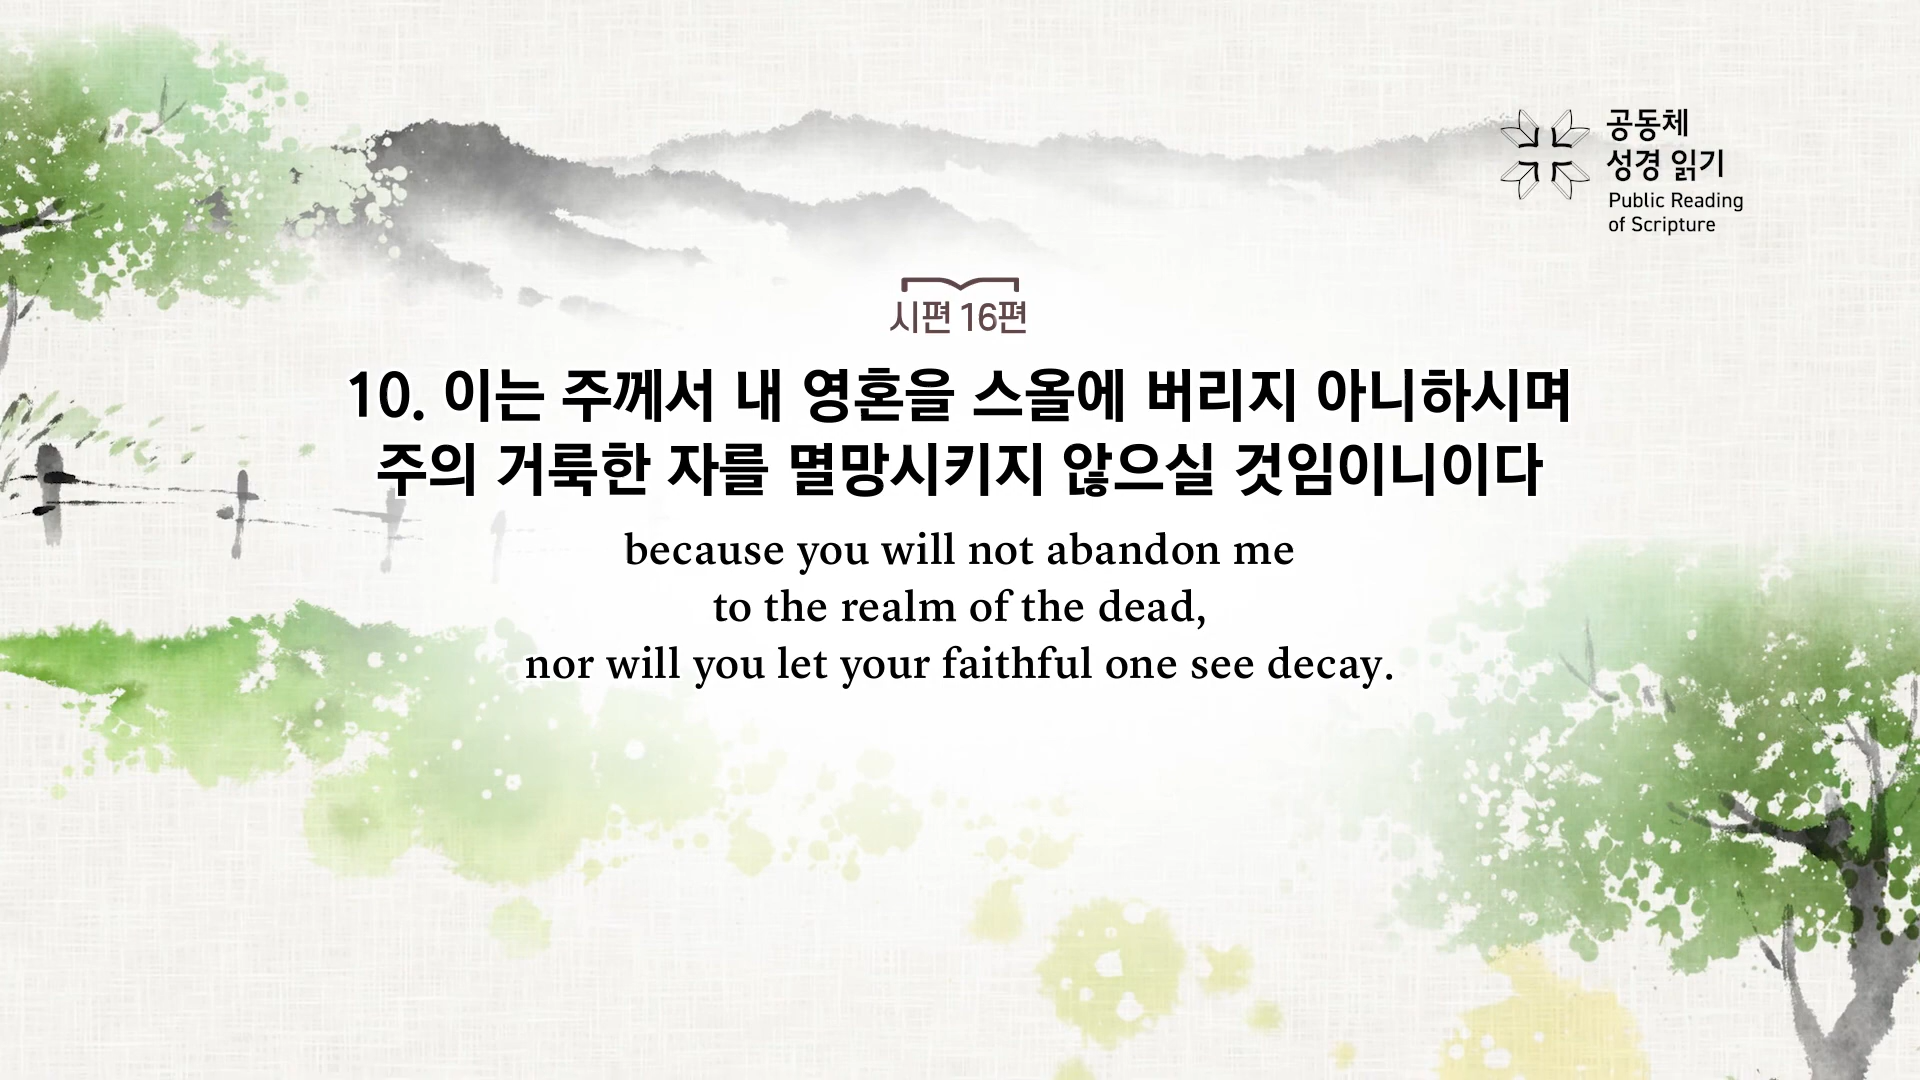 공동체
성경 읽기
Public Reading
of Scripture
시편 16편
10. 이는 주께서 내 영혼을 스올에 버리지 아니하시며
주의 거룩한 자를 멸망시키지 않으실 것임이니이다
because you will not abandon me
to the realm of the dead,
nor will you let your faithful one see decay.